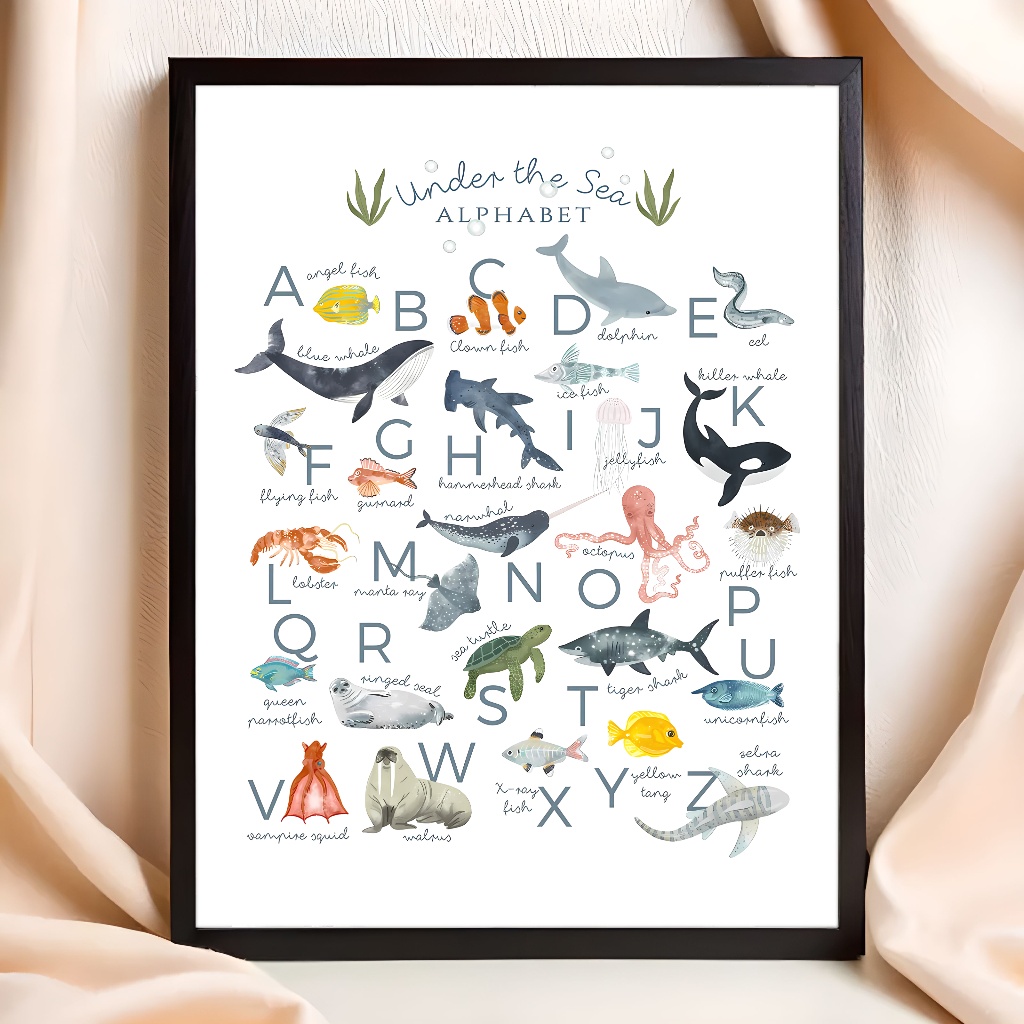 Under the Sea
ALPHABET
A
angel fish
B
blue whale
C
Clown fish
D
dolphin
E
eel
F
flying fish
G
gurnard
H
hammerhead shark
I
ice fish
J
jellyfish
K
killer whale
L
lobster
M
manta ray
N
narwhal
O
octopus
P
puffer fish
Q
queen
parrotfish
R
ringed seal
S
sea turtle
T
tiger shark
U
unicornfish
V
vampire squid
W
walrus
X-ray
fish
X
Y
yellow
tang
Z
zebra
shark